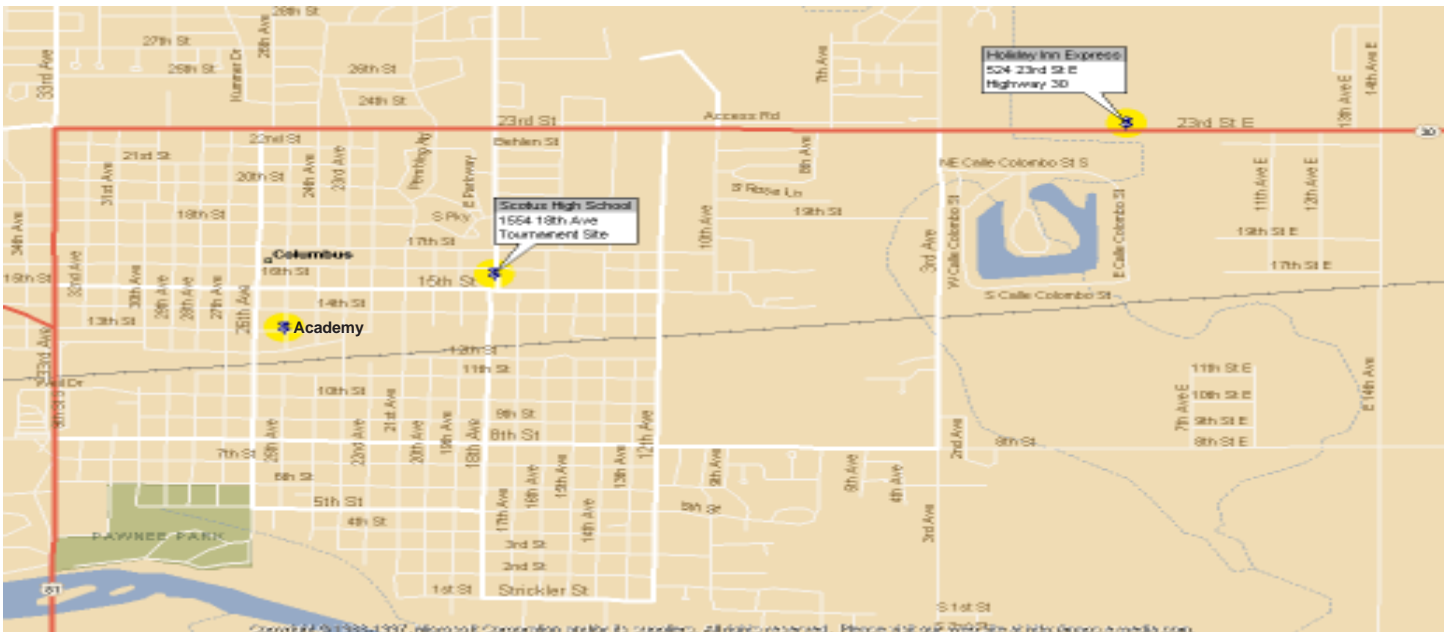 28th St
27th St
25th St
26th St
24th St
33rd Ave
Kummer Dr
26th Ave
7th Ave
13th Ave E
14th Ave E
Holiday Inn Express
524 23rd St E
Highway 30
23rd St
Access Rd
23rd St E
30
22nd St
Behlen St
21st St
20th St
31st Ave
24th Ave
23rd Ave
E Parkway
8th Ave
NE Calle Colombo St S
S Rose Ln
18th St
S Pky
Scotus High School
1554 18th Ave
Tournament Site
19th St
10th Ave
3rd Ave
W Calle Colombo St
E Calle Colombo St
11th Ave E
12th Ave E
19th St E
17th St E
34th Ave
17th St
Columbus
16th St
15th St
15th St
32nd Ave
30th Ave
29th Ave
28th Ave
27th Ave
26th Ave
14th St
13th St
Academy
S Calle Colombo St
12th St
11th St
10th St
33rd Ave
11th St E
10th St E
9th St E
8th St E
7th Ave E
E 14th Ave
9th St
8th St
7th St
25th Ave
22nd Ave
21st Ave
20th Ave
19th Ave
18th Ave
12th Ave
2nd Ave
8th St
6th St
5th St
4th St
17th Ave
16th Ave
15th Ave
14th Ave
13th Ave
9th Ave
6th Ave
4th Ave
3rd Ave
PAWNEE PARK
3rd St
2nd St
1st St
Strickler St
81
S 1st St